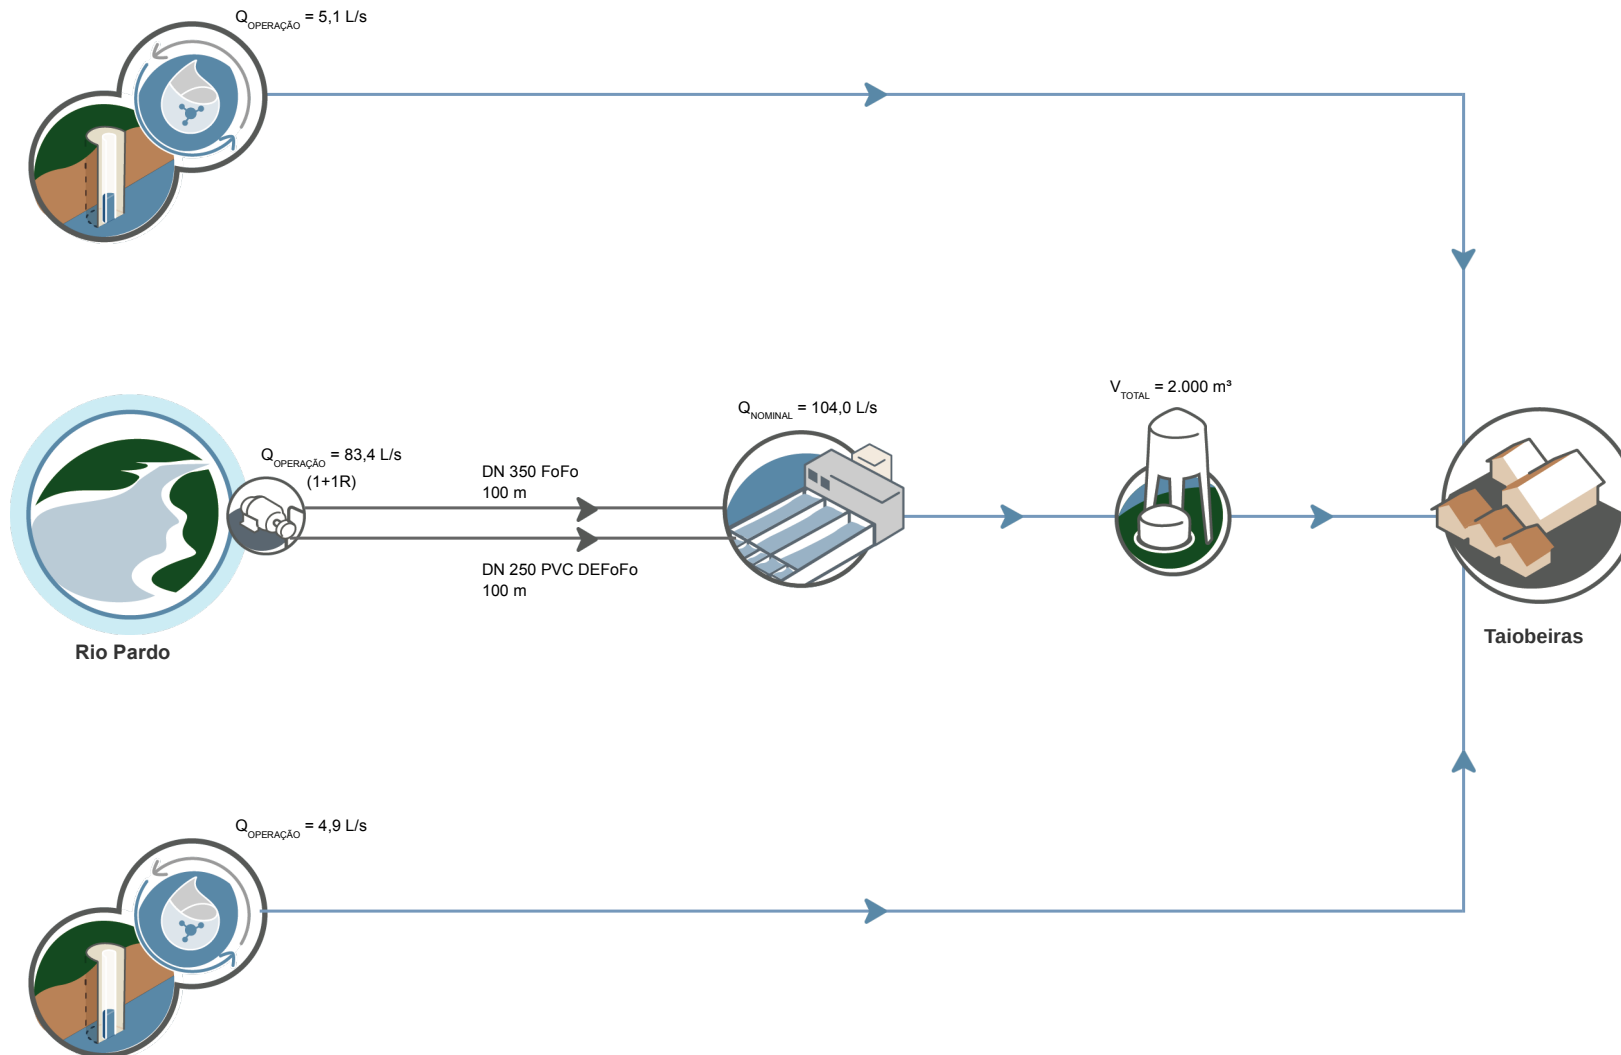 QOPERAÇÃO = 5,1 L/s
VTOTAL = 2.000 m³
QNOMINAL = 104,0 L/s
QOPERAÇÃO = 83,4 L/s
(1+1R)
DN 350 FoFo
100 m
DN 250 PVC DEFoFo
100 m
Rio Pardo
Taiobeiras
QOPERAÇÃO = 4,9 L/s